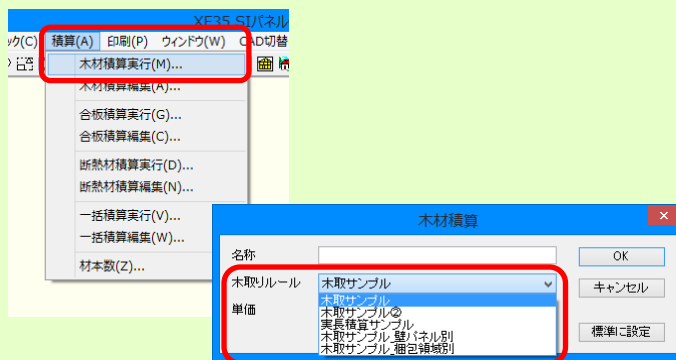 XF35 SIパネル
ック(C) 積算(A) 印刷(P) ウィンドウ(W) CAD切替
木材積算実行(M)...
木材積算編集(A)...
合板積算実行(G)...
合板積算編集(C)...
断熱材積算実行(D)...
断熱材積算編集(N)...
一括積算実行(V)...
一括積算編集(W)...
材本数(Z)...
木材積算
名称
OK
木取りルール 木取サンプル
キャンセル
単価
木取サンプル
木取サンプル②
実長積算サンプル
木取サンプル_壁パネル別
木取サンプル_梱包領域別
標準に設定